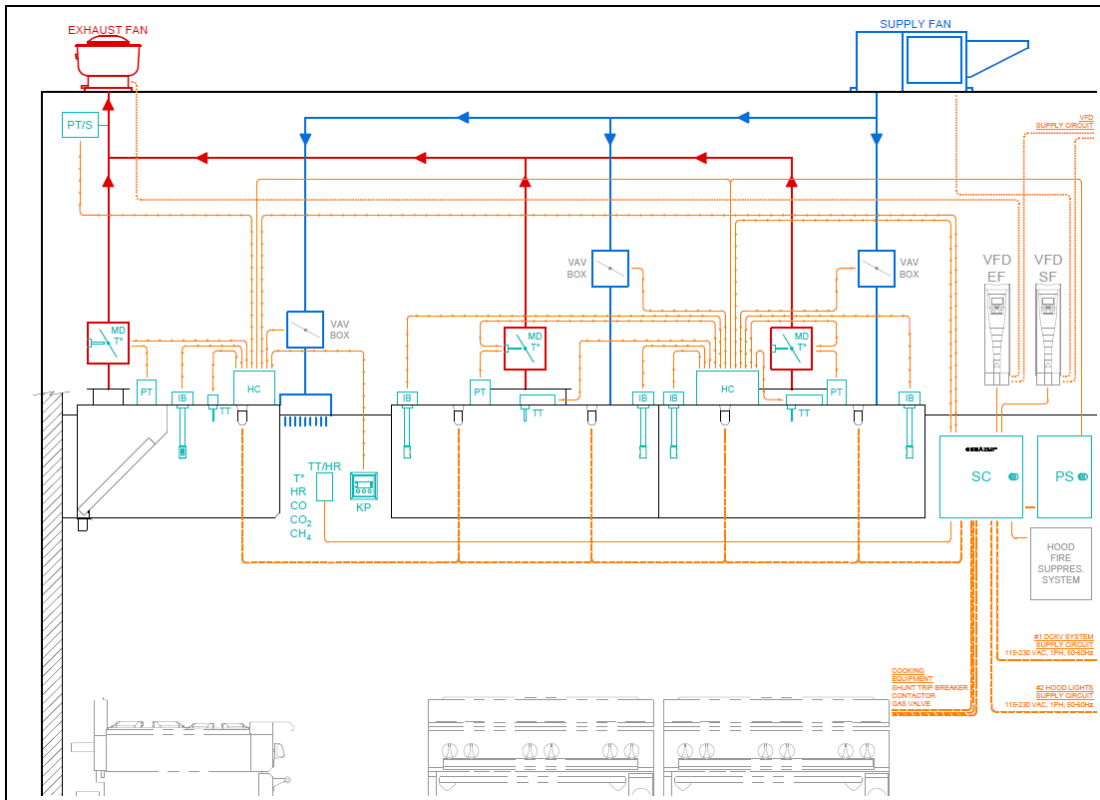 EXHAUST FAN
SUPPLY FAN
PT/S
VFD
SUPPLY CIRCUIT
VAV
BOX
VAV
BOX
VFD
EF
VFD
SF
MD
T*
VAV
BOX
MD
T*
MD
T*
PT
IB
TT
HC
IB
PT
TT
IB
IB
HC
TT
PT
IB
TT/HR
T*
HR
CO
CO2
CH4
KP
SC
PS
HOOD
FIRE
SUPPRES.
SYSTEM
#1 DCKV SYSTEM
SUPPLY CIRCUIT
115-230 VAC, 1PH, 50-60Hz
COOKING
EQUIPMENT
SHUNT TRIP BREAKER
CONTACTOR
GAS VALVE
#2 HOOD LIGHTS
SUPPLY CIRCUIT
115-230 VAC, 1PH, 50-60Hz